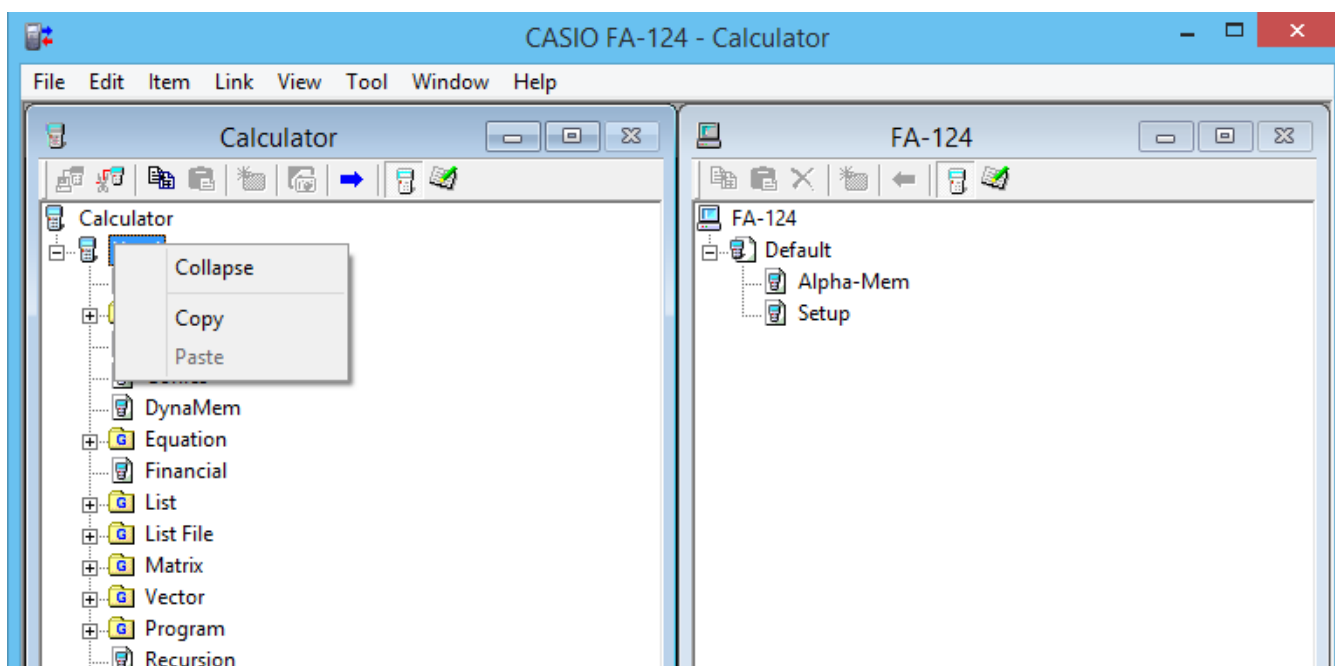 CASIO FA-124 - Calculator
File Edit Item Link View Tool Window Help
Calculator
Calculator
Collapse
Copy
Paste
DynaMem
G Equation
Financial
G List
G List File
G Matrix
G Vector
G Program
Recursion
FA-124
FA-124
Default
Alpha-Mem
Setup